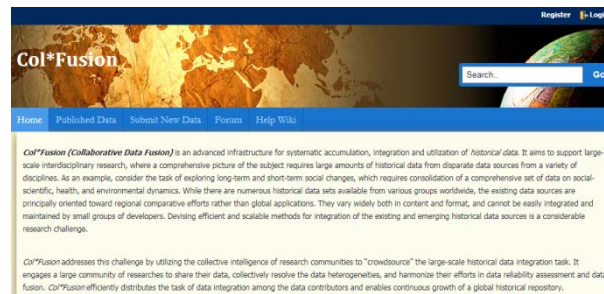 Register Login
Col*Fusion
Search..
Go
Home Published Data Submit New Data Forum Help Wiki
Col*Fusion (Collaborative Data Fusion) is an advanced infrastructure for systematic accumulation, integration and utilization of historical data. It aims to support large-
scale interdisciplinary research, where a comprehensive picture of the subject requires large amounts of historical data from disparate data sources from a variety of
disciplines. As an example, consider the task of exploring long-term and short-term social changes, which requires consolidation of a comprehensive set of data on social-
scientific, health, and environmental dynamics. While there are numerous historical data sets available from various groups worldwide, the existing data sources are
principally oriented toward regional comparative efforts rather than global applications. They vary widely both in content and format, and cannot be easily integrated and
maintained by small groups of developers. Devising efficient and scalable methods for integration of the existing and emerging historical data sources is a considerable
research challenge.
Col*Fusion addresses this challenge by utilizing the collective intelligence of research communities to "crowdsource" the large-scale historical data integration task. It
engages a large community of researches to share their data, collectively resolve the data heterogeneities, and harmonize their efforts in data reliability assessment and data
fusion. Col*Fusion efficiently distributes the task of data integration among the data contributors and enables continuous growth of a global historical repository.